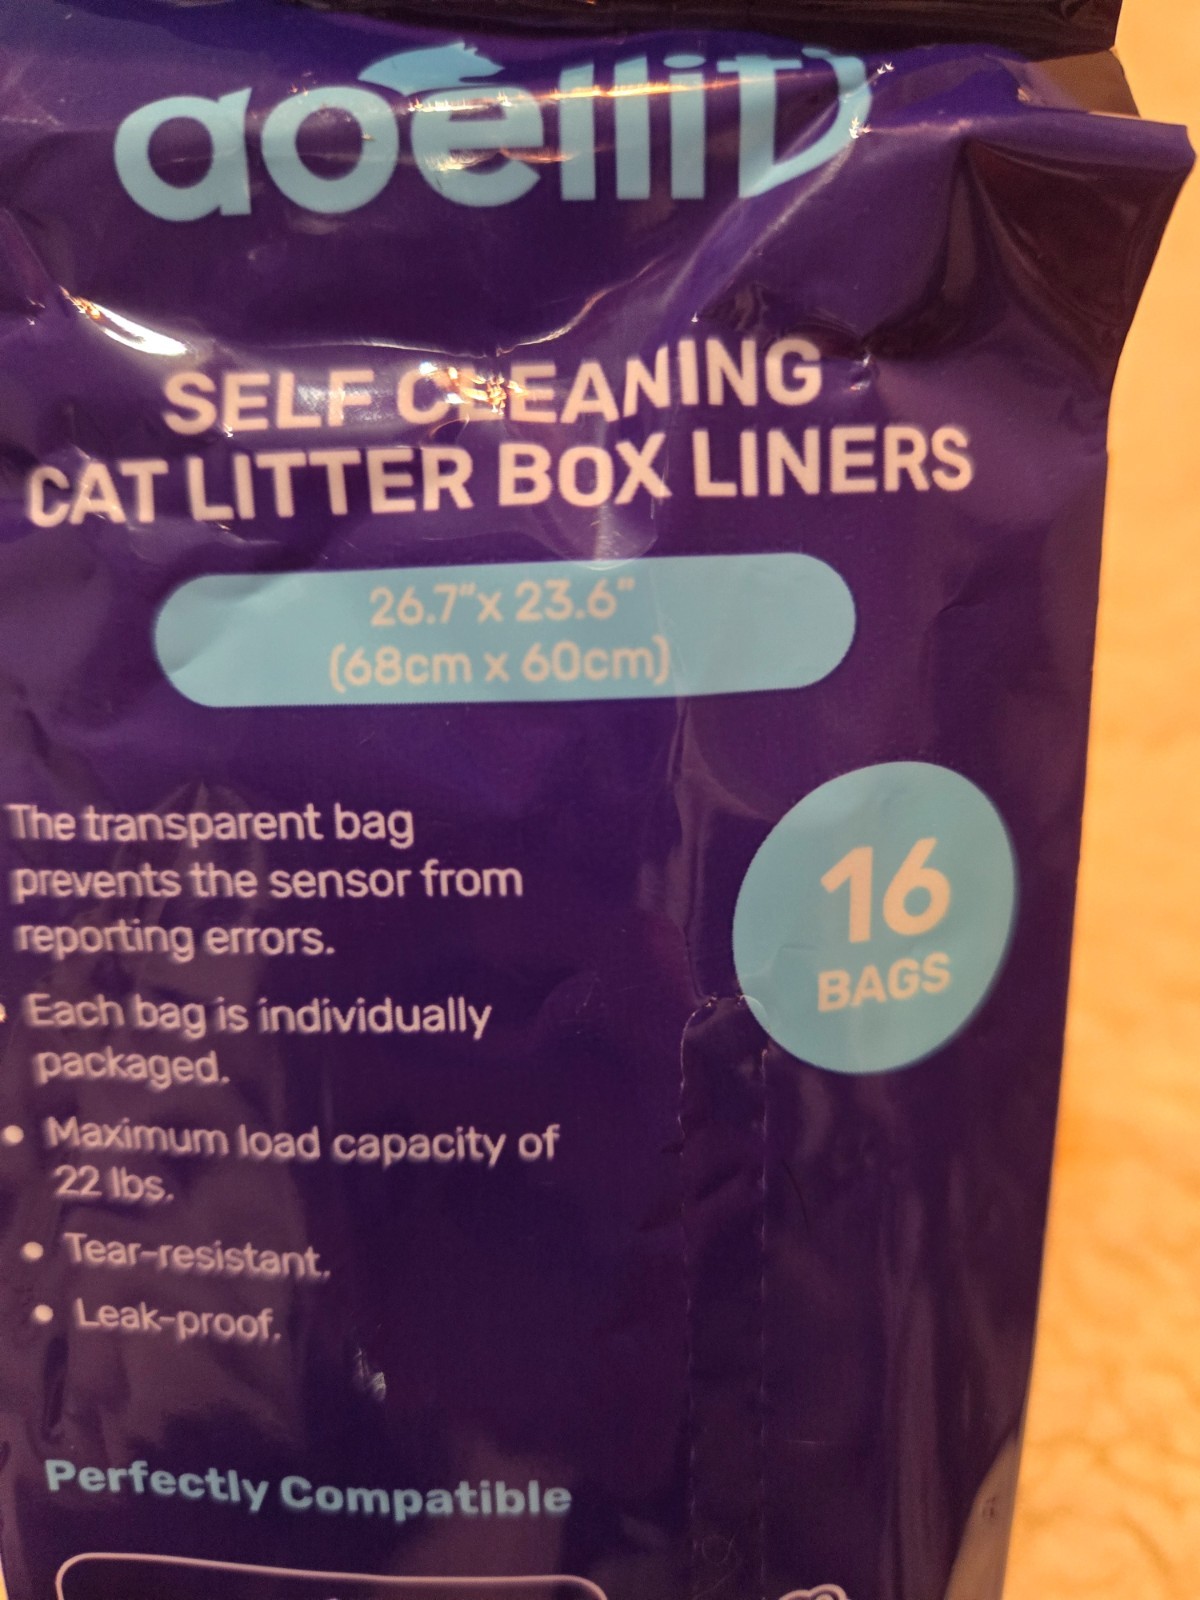 aoellit
SELF CLEANING
CAT LITTER BOX LINERS
26.7"x 23.6"
(68cm x 60cm)
The transparent bag
prevents the sensor from
reporting errors.
16
BAGS
• Each bag is individually
packaged.
• Maximum load capacity of
22 lbs.
• Tear-resistant.
• Leak-proof.
Perfectly Compatible